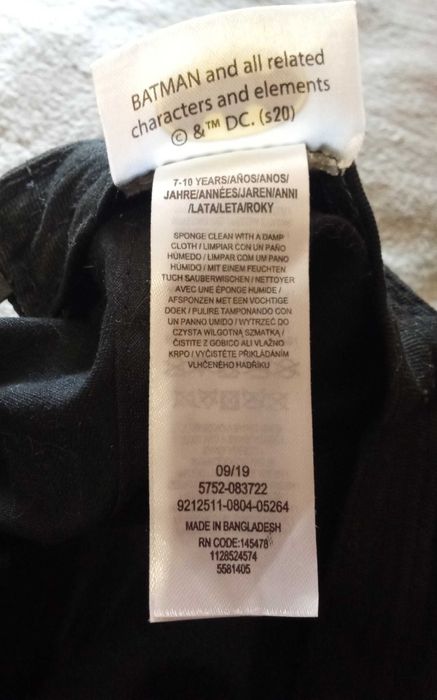 BATMAN and all related
characters and elements
© & ™ DC. (s20)
7-10 YEARS/AÑOS/ANOS/
JAHRE/ANNÉES/JAREN/ANNI
/LATA/LETA/ROKY
SPONGE CLEAN WITH A DAMP
CLOTH / LIMPIAR CON UN PAÑO
HÚMEDO / LIMPAR COM UM PANO
HÚMIDO / MIT EINEM FEUCHTEN
TUCH SAUBERWISCHEN / NETTOYER
AVEC UNE ÉPONGE HUMIDE /
AFSPONZEN MET EEN VOCHTIGE
DOEK / PULIRE TAMPONANDO CON
UN PANNO UMIDO / WYTRZEĆ DO
CZYSTA WILGOTNĄ SZMATKĄ /
ČISTITE Z GOBICO ALI VLAŽNO
KRPO / VYČISTĚTE PŘIKLÁDÁNÍM
VLHČENÉHO HADŘÍKU
09/19
5752-083722
9212511-0804-05264
MADE IN BANGLADESH
RN CODE:145478
1128524574
5581405